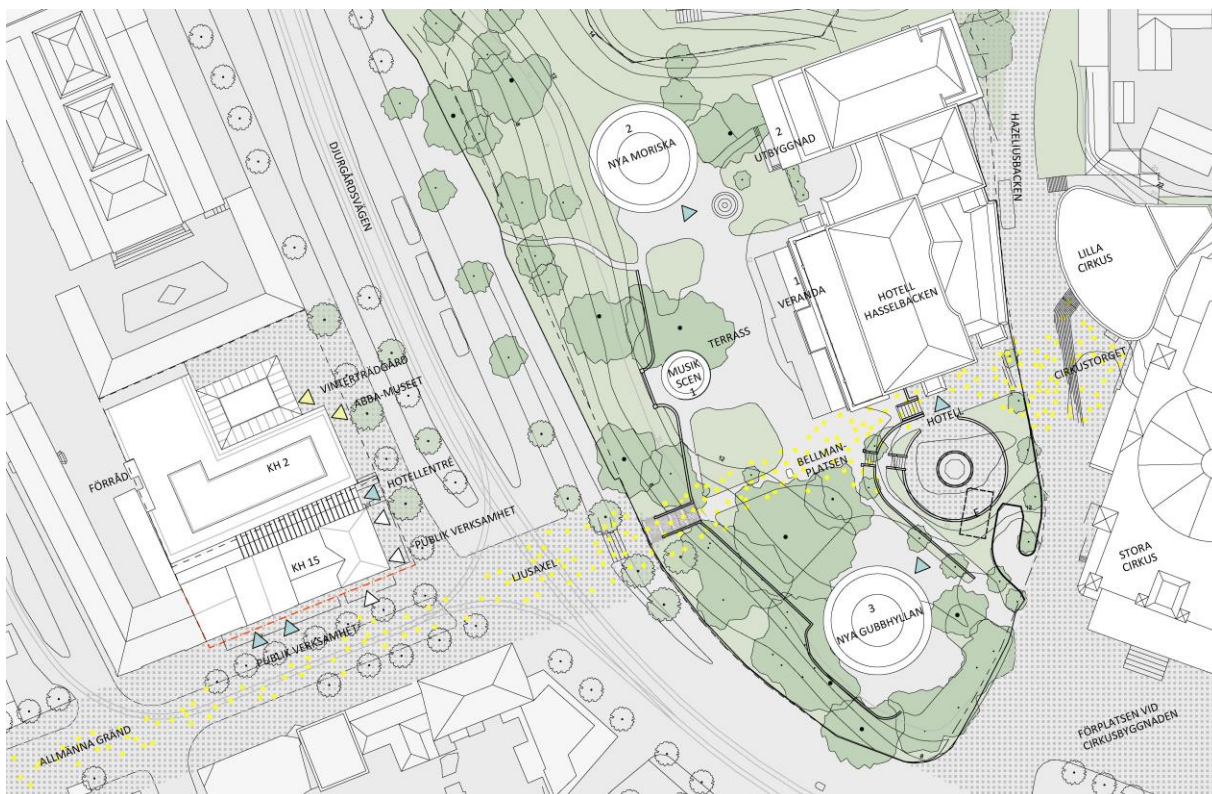 2
NYA MORISKA
2
UTBYGGNAD
HAZELIUSBACKEN
DJURGÅRDSVÄGEN
LILLA
CIRKUS
1
VERANDA
HOTELL
HASSELBACKEN
TERRASS
MUSIK
SCEN
1
CIRKUSTORGET
VINTERTRÄDGÅRD
ABBA-MUSEET
HOTELL
BELLMAN-
PLATSEN
KH 2
FÖRRÅD
HOTELLENTRÉ
PUBLIK VERKSAMHET
KH 15
LJUSAXEL
STORA
CIRKUS
3
NYA GUBBHYLLAN
PUBLIK VERKSAMHET
ALLMÄNNA GRÄND
FÖRPLATSEN VID
CIRKUSBYGGNADEN